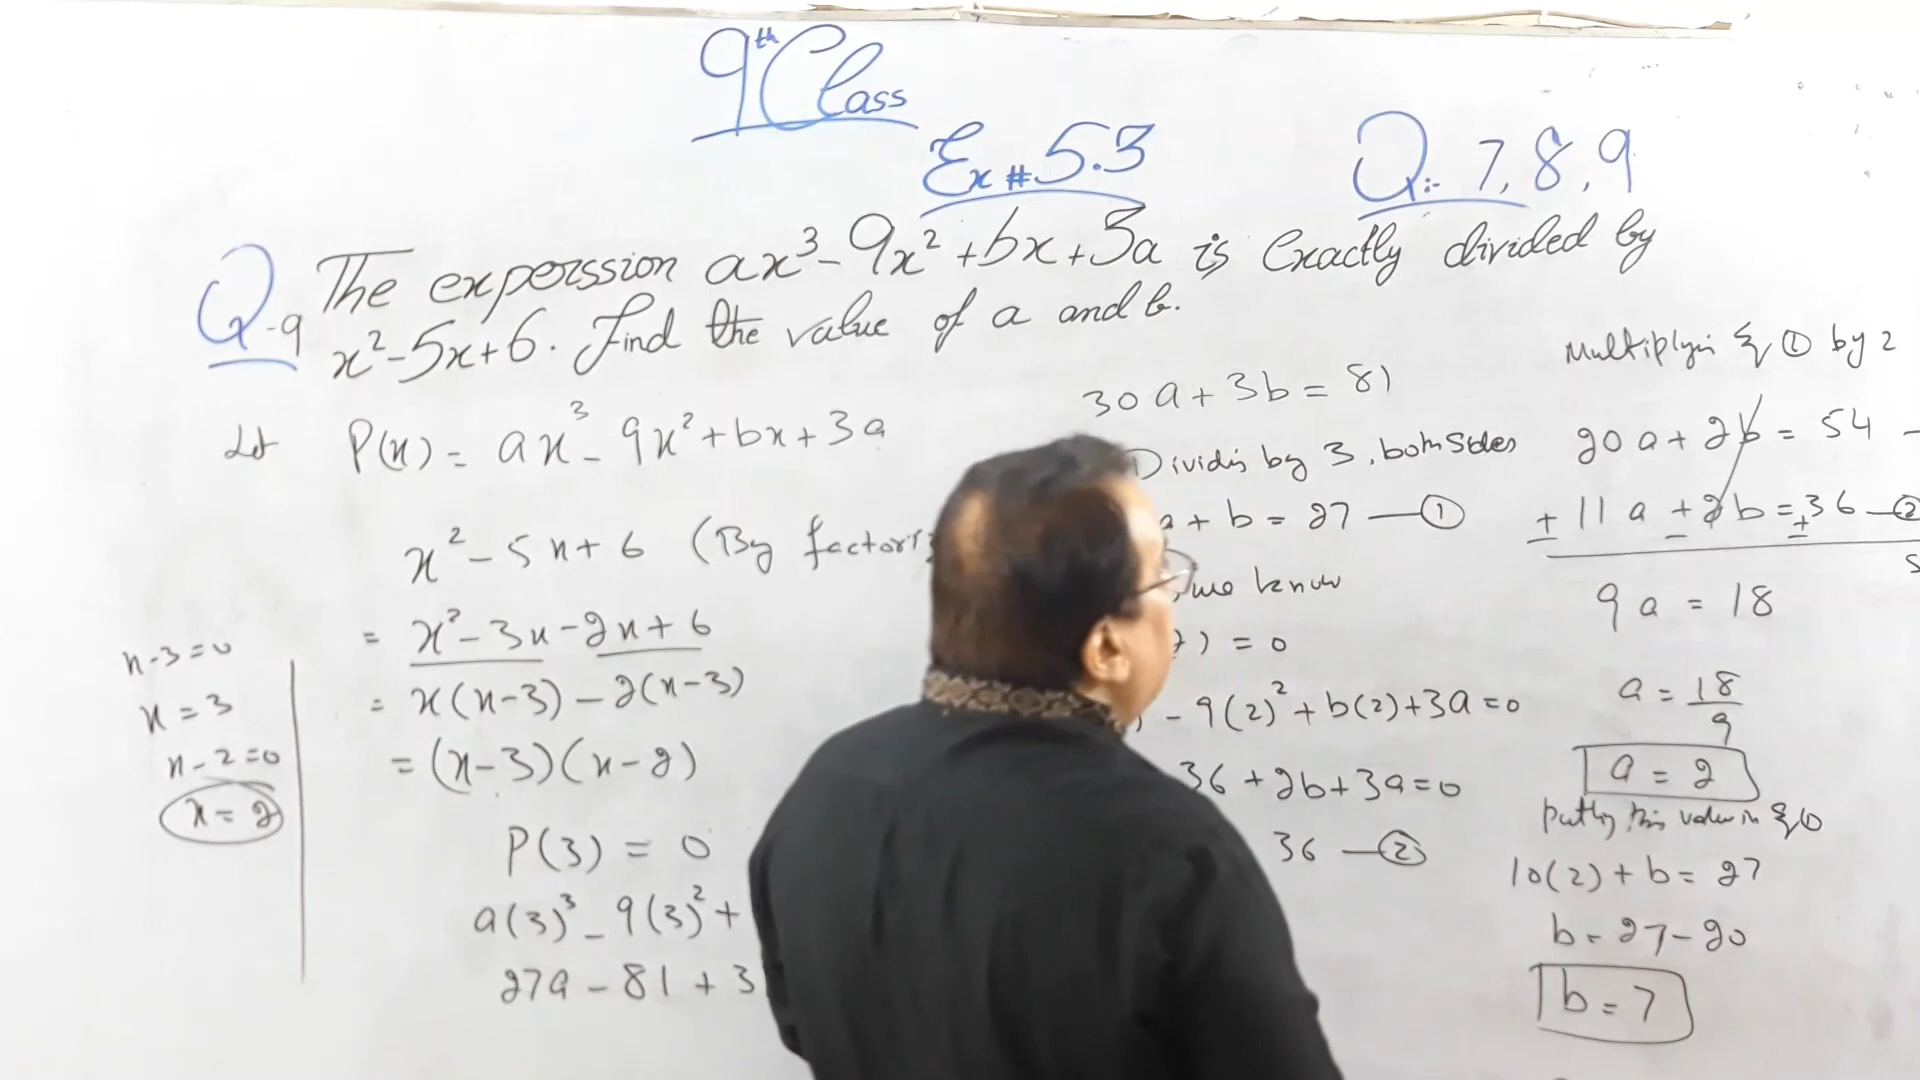 9th Class
Ex # 5.3
Q:- 7, 8, 9
Q-9 The experssion ax³ - 9x² + bx + 3a is Exactly divided by
x² - 5x + 6. Find the value of a and b.
Let P(x) = ax³ - 9x² + bx + 3a
x² - 5x + 6 (By factori
= x² - 3x - 2x + 6
= x(x-3) - 2(x-3)
= (x-3)(x-2)
x-3=0
x = 3
x-2=0
x = 2
P(3) = 0
a(3)³ - 9(3)² +
27a - 81 + 3
30a + 3b = 81
Dividing by 3, both sides
a + b = 27 — ①
, we know
) = 0
) - 9(2)² + b(2) + 3a = 0
36 + 2b + 3a = 0
36 — ②
Multiplyin Eq ① by 2
20a + 2b = 54 -
± 11a ± 2b = ± 36 — ②
9a = 18
a = 18/9
a = 2
putting this value in Eq ①
10(2) + b = 27
b = 27 - 20
b = 7